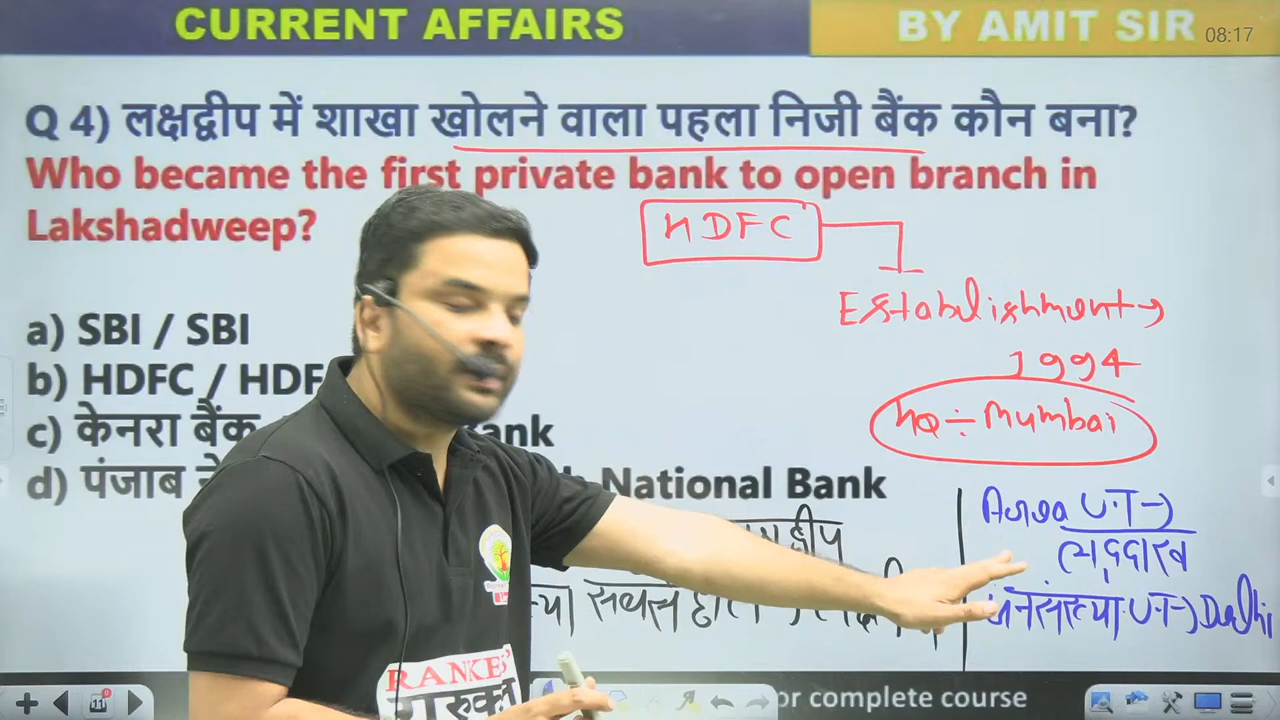 CURRENT AFFAIRS
BY AMIT SIR
08:17
Q 4) लक्षद्वीप में शाखा खोलने वाला पहला निजी बैंक कौन बना?
Who became the first private bank to open branch in
Lakshadweep?
HDFC
Establishment→
1994
HQ ÷ Mumbai
a) SBI / SBI
b) HDFC / HDF
c) केनरा बैंक ank
d) पंजाब National Bank
Area U.T→
लद्दाख
जनसंख्या U.T→ Delhi
RANKERS'
गुरुकुल
11
or complete course